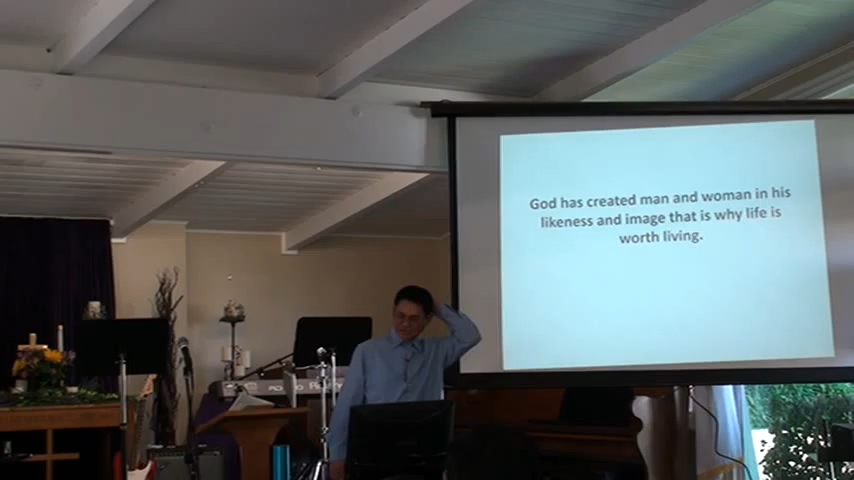 God has created man and woman in his
likeness and image that is why life is
worth living.